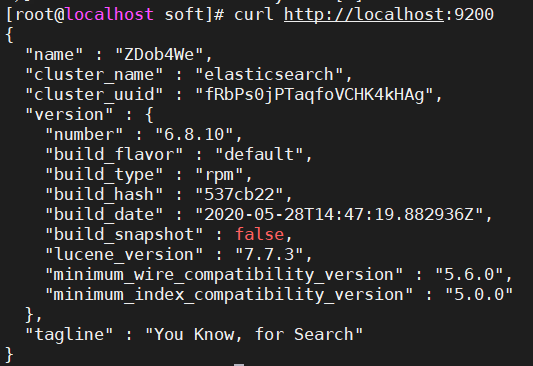 [root@localhost soft]# curl http://localhost:9200
{
  "name" : "ZDob4We",
  "cluster_name" : "elasticsearch",
  "cluster_uuid" : "fRbPs0jPTaqfoVCHK4kHAg",
  "version" : {
    "number" : "6.8.10",
    "build_flavor" : "default",
    "build_type" : "rpm",
    "build_hash" : "537cb22",
    "build_date" : "2020-05-28T14:47:19.882936Z",
    "build_snapshot" : false,
    "lucene_version" : "7.7.3",
    "minimum_wire_compatibility_version" : "5.6.0",
    "minimum_index_compatibility_version" : "5.0.0"
  },
  "tagline" : "You Know, for Search"
}